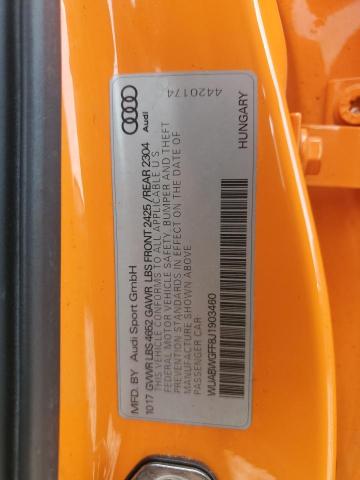 MFD. BY Audi Sport GmbH
10 17 GVWR LBS 4652 GAWR LBS FRONT 2425 / REAR 2304
THIS VEHICLE CONFORMS TO ALL APPLICABLE U S
FEDERAL MOTOR VEHICLE SAFETY, BUMPER AND THEFT
PREVENTION STANDARDS IN EFFECT ON THE DATE OF
MANUFACTURE SHOWN ABOVE
PASSENGER CAR
WUABWGFF8J1903460
HUNGARY
Audi
4420174